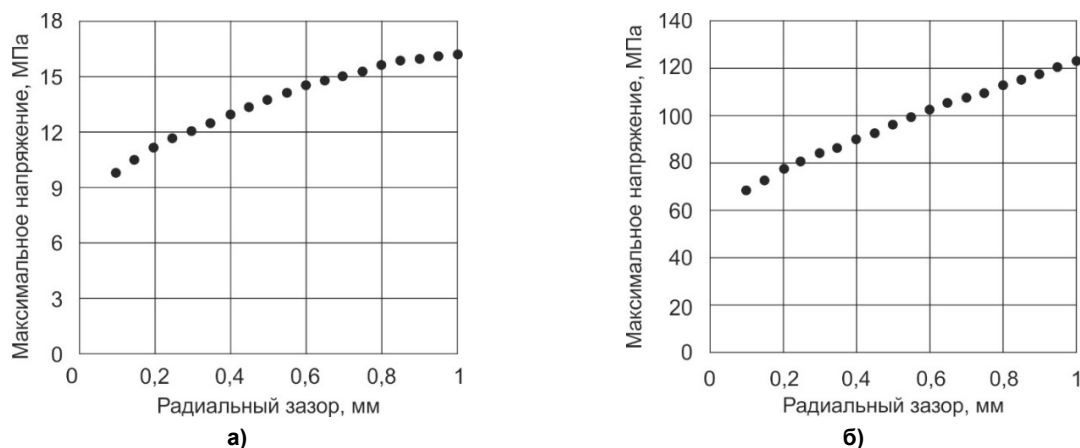 Максимальное напряжение, МПа
18
15
12
9
6
3
0
0 0,2 0,4 0,6 0,8 1
Радиальный зазор, мм
а)
Максимальное напряжение, МПа
140
120
100
80
60
40
20
0
0 0,2 0,4 0,6 0,8 1
Радиальный зазор, мм
б)